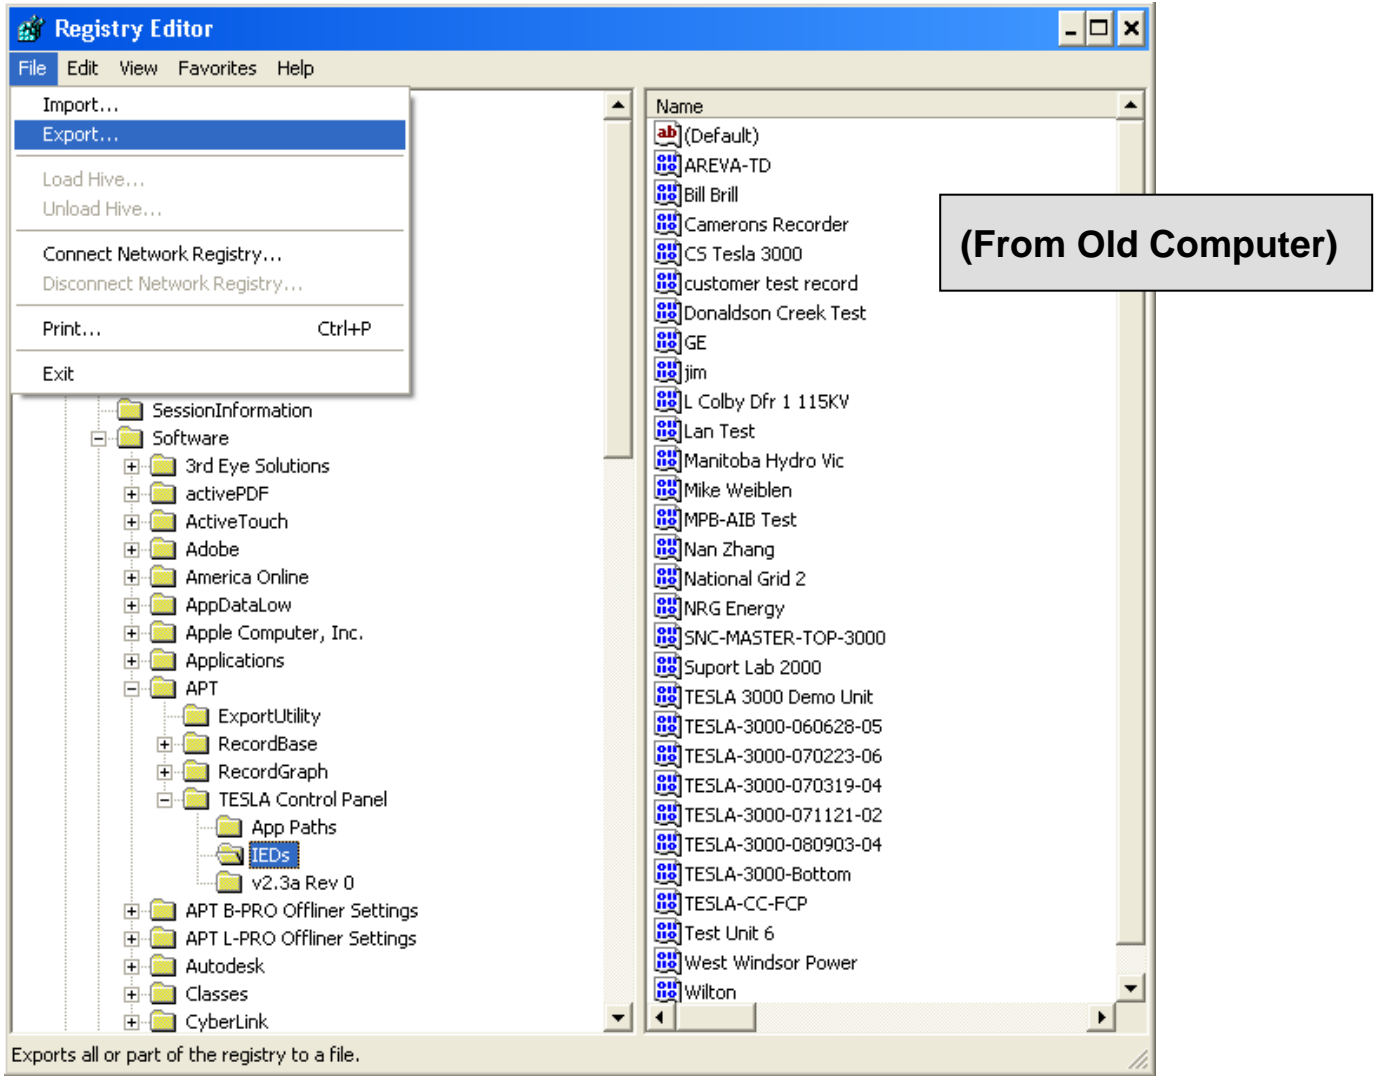 Registry Editor
File Edit View Favorites Help
Import...
Export...
Load Hive...
Unload Hive...
Connect Network Registry...
Disconnect Network Registry...
Print... Ctrl+P
Exit
SessionInformation
Software
3rd Eye Solutions
activePDF
ActiveTouch
Adobe
America Online
AppDataLow
Apple Computer, Inc.
Applications
APT
ExportUtility
RecordBase
RecordGraph
TESLA Control Panel
App Paths
IEDs
v2.3a Rev 0
APT B-PRO Offliner Settings
APT L-PRO Offliner Settings
Autodesk
Classes
CyberLink
Name
(Default)
AREVA-TD
Bill Brill
Camerons Recorder
CS Tesla 3000
customer test record
Donaldson Creek Test
GE
jim
L Colby Dfr 1 115KV
Lan Test
Manitoba Hydro Vic
Mike Weiblen
MPB-AIB Test
Nan Zhang
National Grid 2
NRG Energy
SNC-MASTER-TOP-3000
Suport Lab 2000
TESLA 3000 Demo Unit
TESLA-3000-060628-05
TESLA-3000-070223-06
TESLA-3000-070319-04
TESLA-3000-071121-02
TESLA-3000-080903-04
TESLA-3000-Bottom
TESLA-CC-FCP
Test Unit 6
West Windsor Power
Wilton
(From Old Computer)
Exports all or part of the registry to a file.